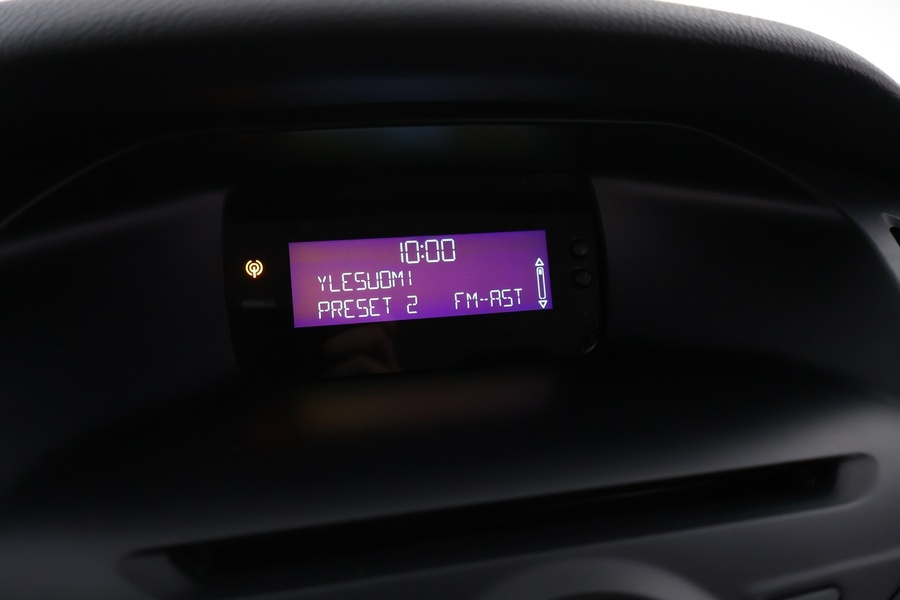 10:00
YLESUOMI
PRESET 2 FM-AST